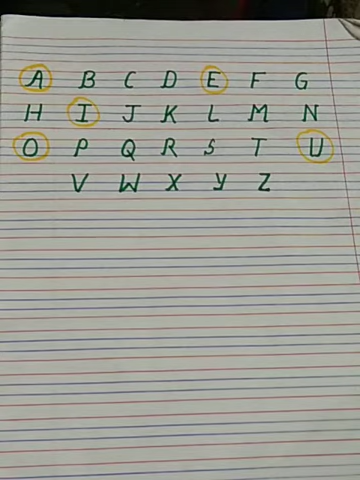 A B C D E F G
H I J K L M N
O P Q R S T U
V W X Y Z